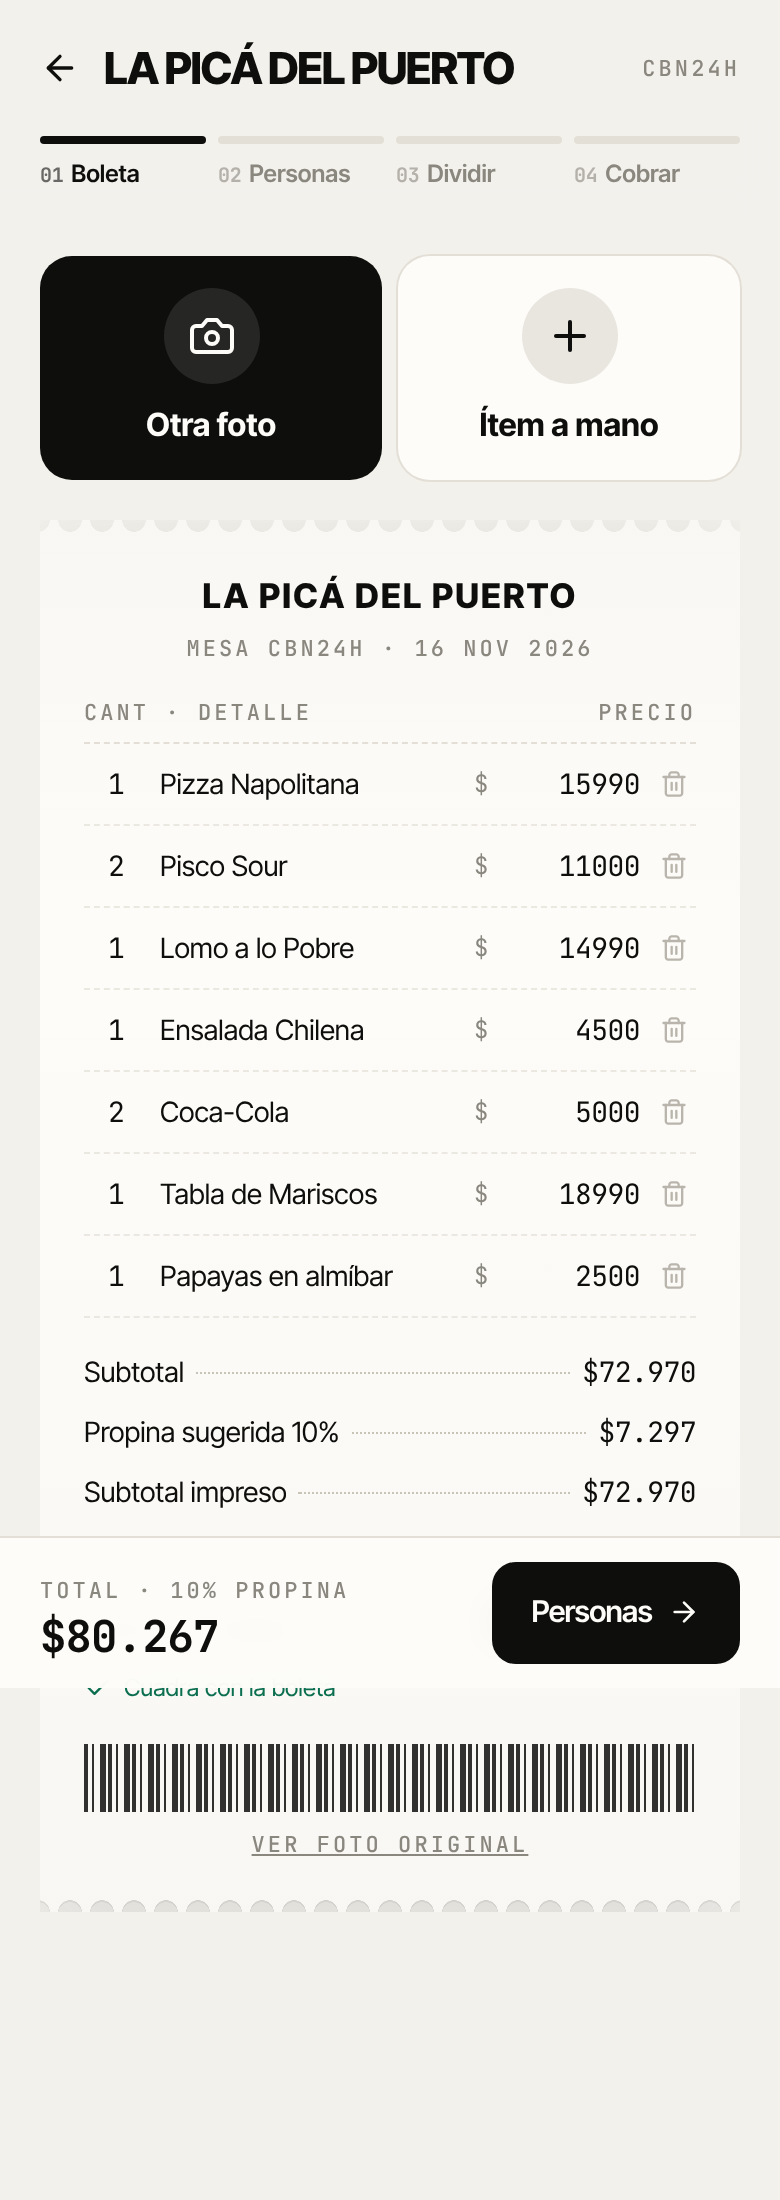 LA PICÁ DEL PUERTO CBN24H
01 Boleta 02 Personas 03 Dividir 04 Cobrar
Otra foto Ítem a mano
LA PICÁ DEL PUERTO
MESA CBN24H · 16 NOV 2026
CANT · DETALLE PRECIO
1 Pizza Napolitana $ 15990
2 Pisco Sour $ 11000
1 Lomo a lo Pobre $ 14990
1 Ensalada Chilena $ 4500
2 Coca-Cola $ 5000
1 Tabla de Mariscos $ 18990
1 Papayas en almíbar $ 2500
Subtotal $72.970
Propina sugerida 10% $7.297
Subtotal impreso $72.970
TOTAL · 10% PROPINA
$80.267
Personas →
Cuadra con la boleta
VER FOTO ORIGINAL